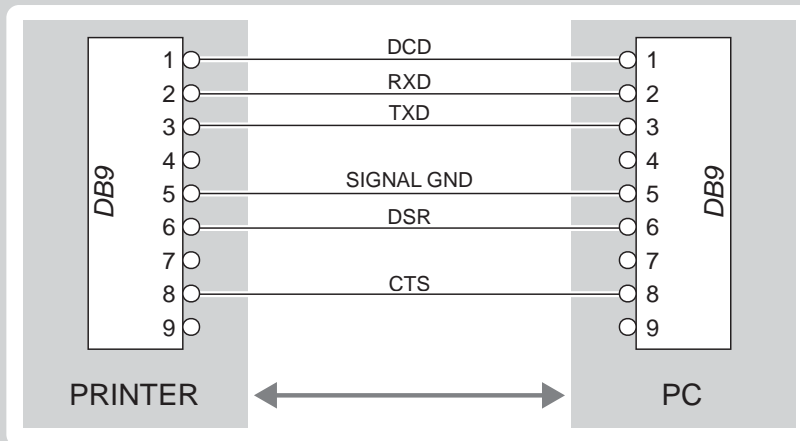 DCD
1 1
RXD
2 2
TXD
3 3
4 4
SIGNAL GND
5 5
DSR
6 6
7 7
CTS
8 8
9 9
DB9
DB9
PRINTER PC